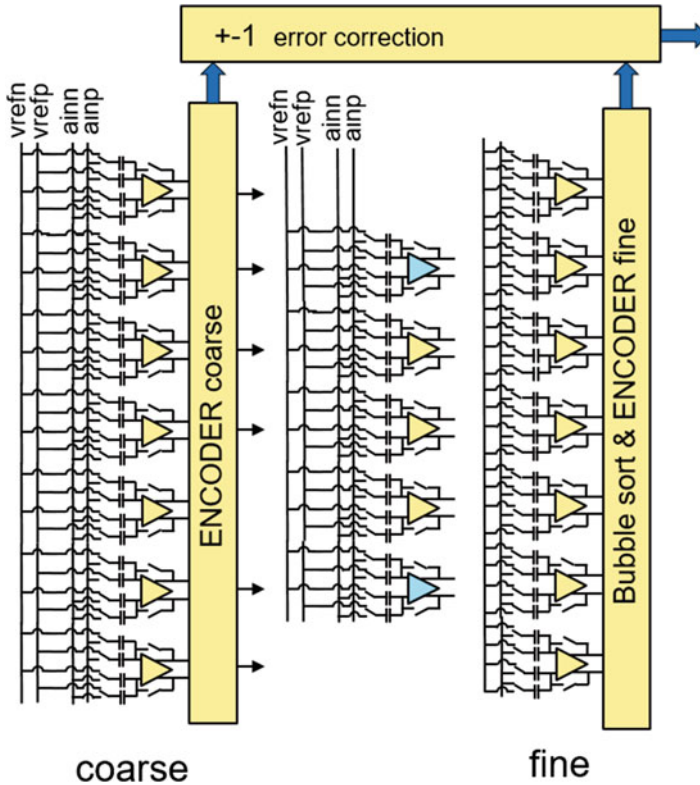 +-1 error correction
vrefn
vrefp
ainn
ainp
vrefn
vrefp
ainn
ainp
ENCODER coarse
Bubble sort & ENCODER fine
coarse
fine